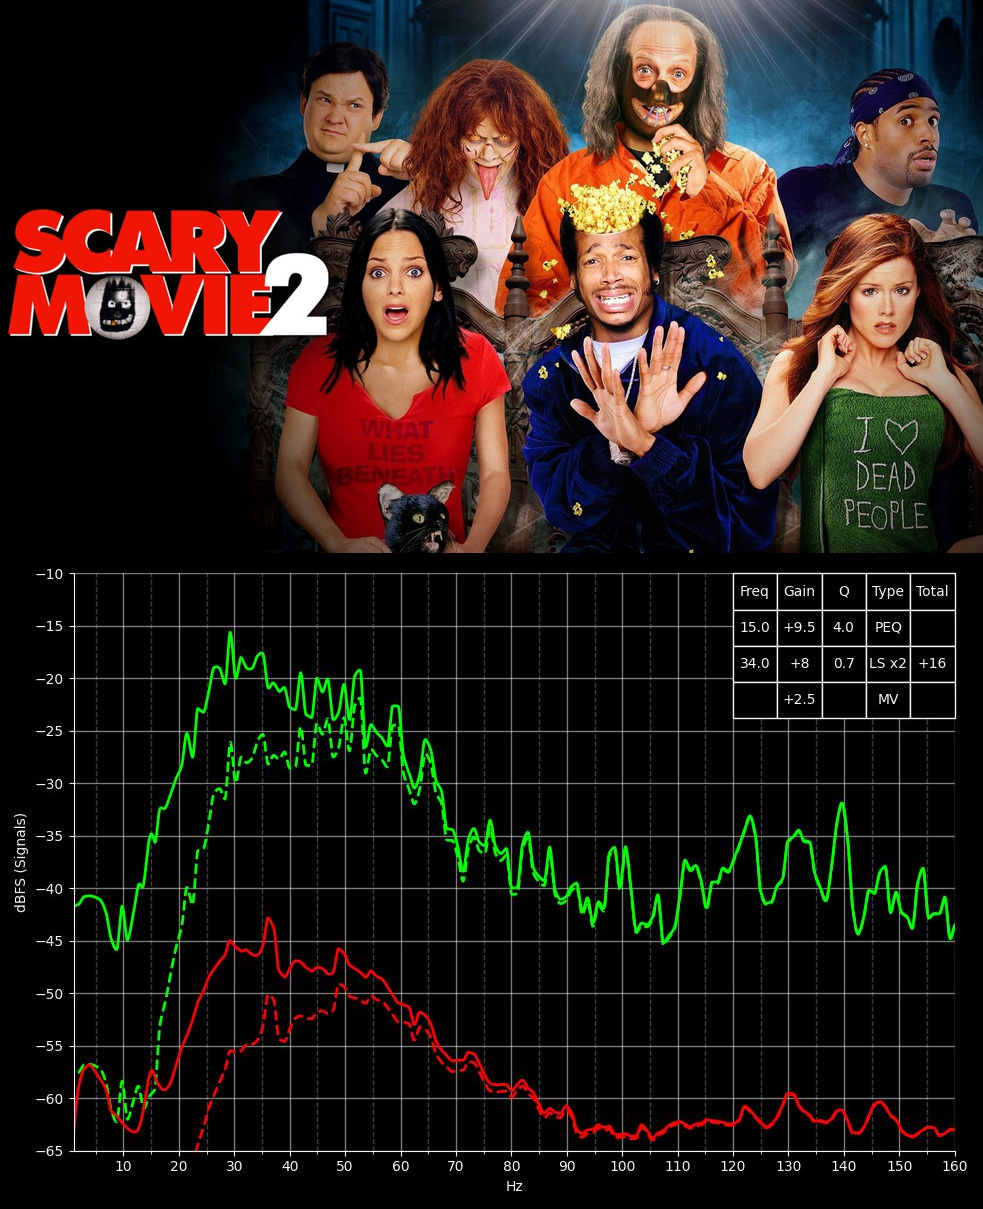 SCARY
MOVIE2
WHAT
LIES
BENEATH
I ♡
DEAD
PEOPLE
Freq Gain Q Type Total
15.0 +9.5 4.0 PEQ
34.0 +8 0.7 LS x2 +16
+2.5 MV
dBFS (Signals)
−10
−15
−20
−25
−30
−35
−40
−45
−50
−55
−60
−65
10 20 30 40 50 60 70 80 90 100 110 120 130 140 150 160
Hz